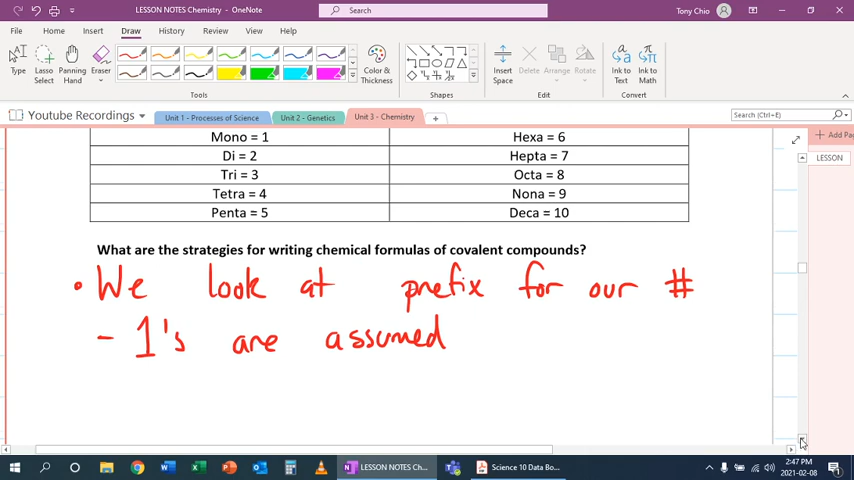 LESSON NOTES Chemistry - OneNote
Search
Tony Chio
File Home Insert Draw History Review View Help
Type
Lasso Select
Panning Hand
Eraser
Color & Thickness
Insert Space
Delete
Arrange
Rotate
Ink to Text
Ink to Math
Tools
Shapes
Edit
Convert
Youtube Recordings
Unit 1 - Processes of Science
Unit 2 - Genetics
Unit 3 - Chemistry
Search (Ctrl+E)
Add Pag
LESSON
Mono = 1 Hexa = 6
Di = 2 Hepta = 7
Tri = 3 Octa = 8
Tetra = 4 Nona = 9
Penta = 5 Deca = 10
What are the strategies for writing chemical formulas of covalent compounds?
• We look at prefix for our #
- 1's are assumed
LESSON NOTES Ch...
Science 10 Data Bo...
2:47 PM
2021-02-08